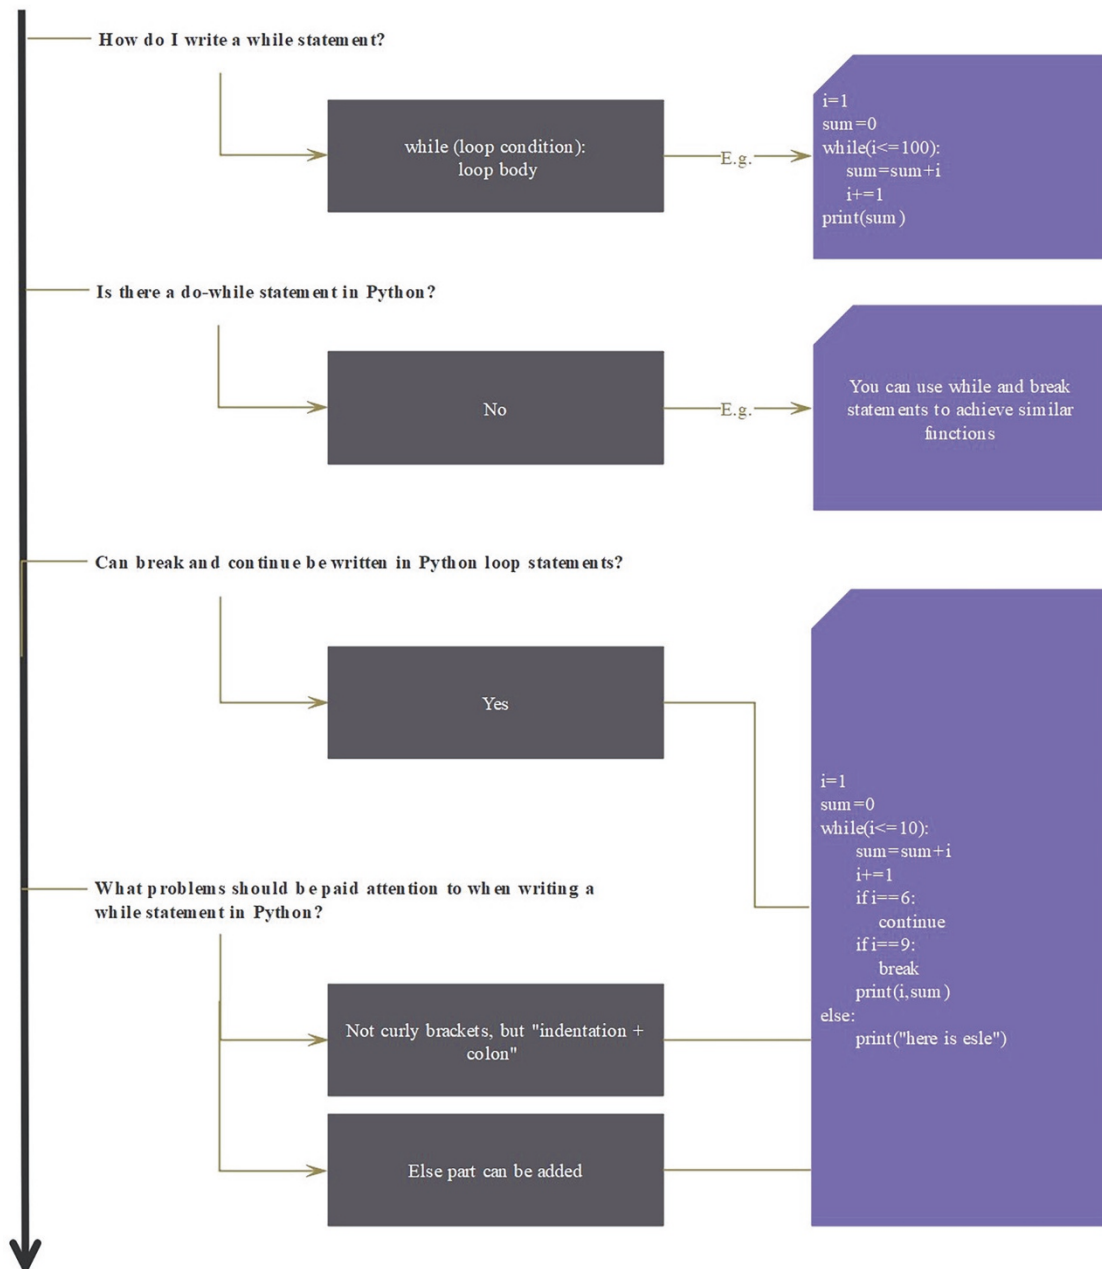 How do I write a while statement?
while (loop condition):
loop body
E.g.
i=1
sum=0
while(i<=100):
sum=sum+i
i+=1
print(sum)
Is there a do-while statement in Python?
No
E.g.
You can use while and break
statements to achieve similar
functions
Can break and continue be written in Python loop statements?
Yes
What problems should be paid attention to when writing a
while statement in Python?
Not curly brackets, but "indentation +
colon"
Else part can be added
i=1
sum=0
while(i<=10):
sum=sum+i
i+=1
if i==6:
continue
if i==9:
break
print(i,sum)
else:
print("here is esle")